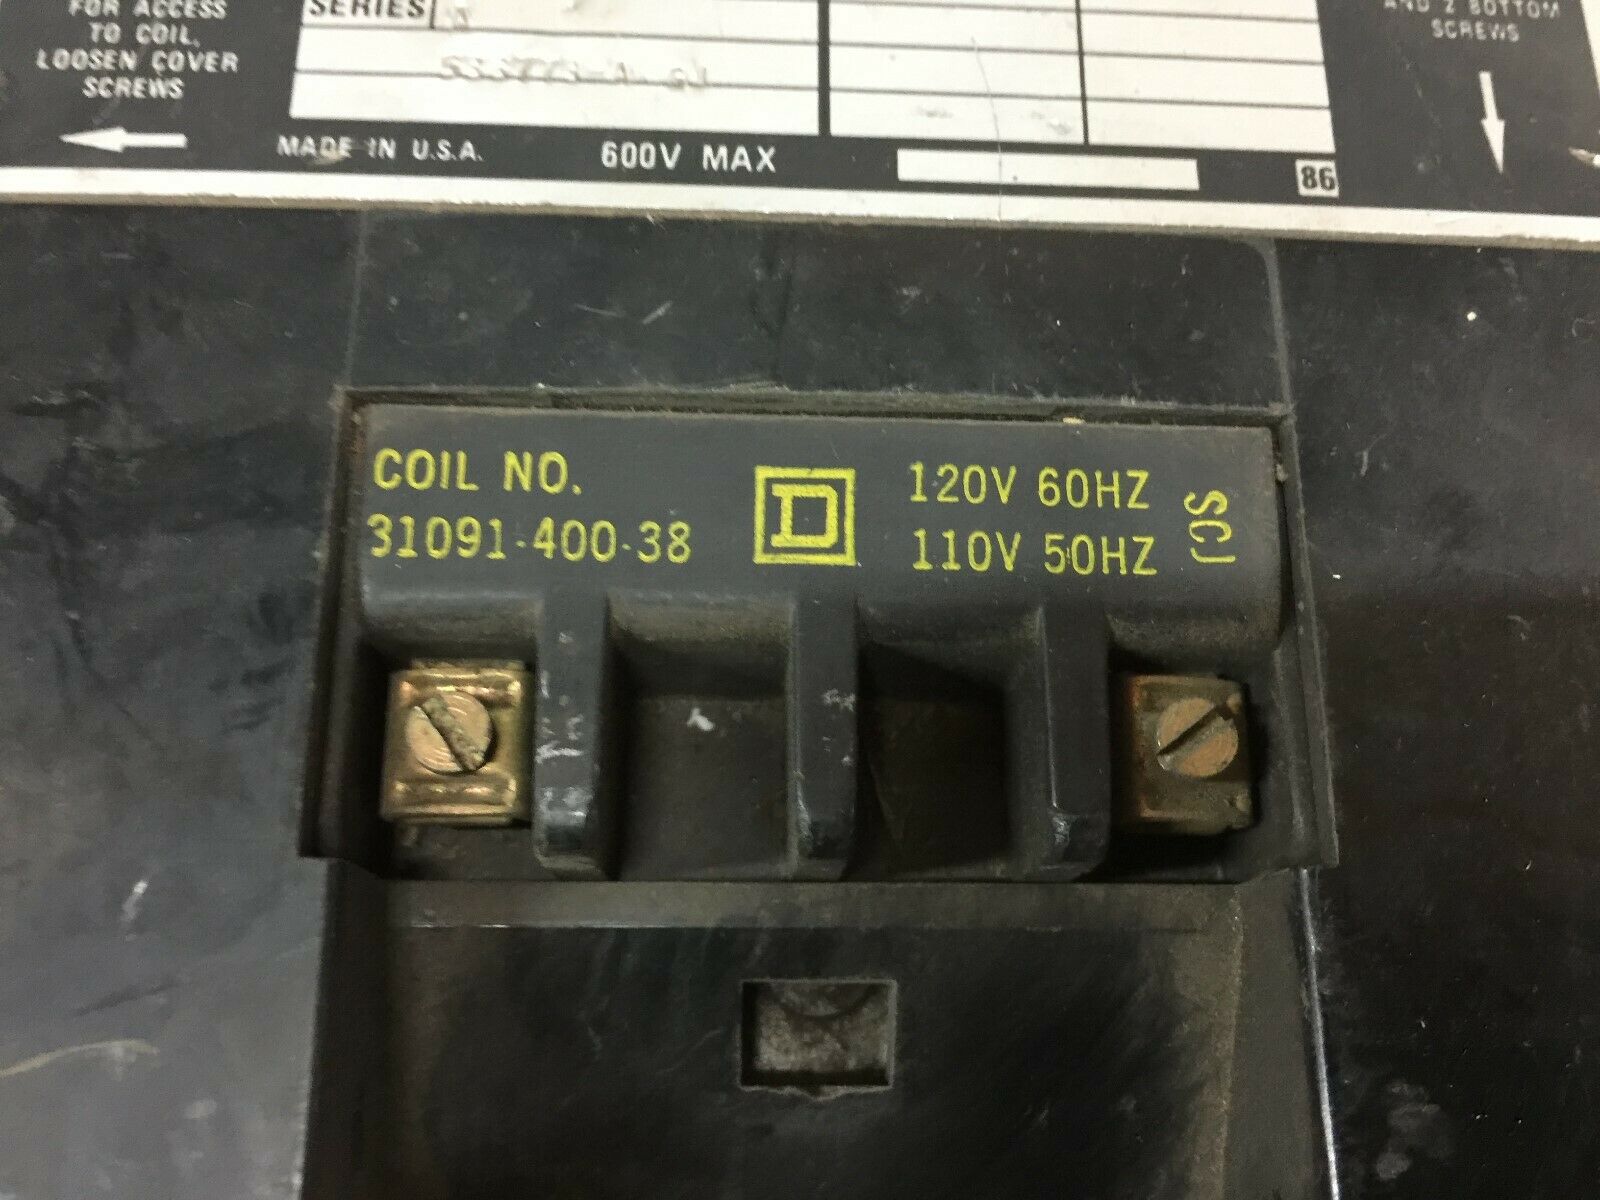 FOR ACCESS
TO COIL,
LOOSEN COVER
SCREWS
SERIES
MADE IN U.S.A.
600V MAX
86
AND 2 BOTTOM
SCREWS
COIL NO.
31091-400-38
D
120V 60HZ
110V 50HZ
SCJ